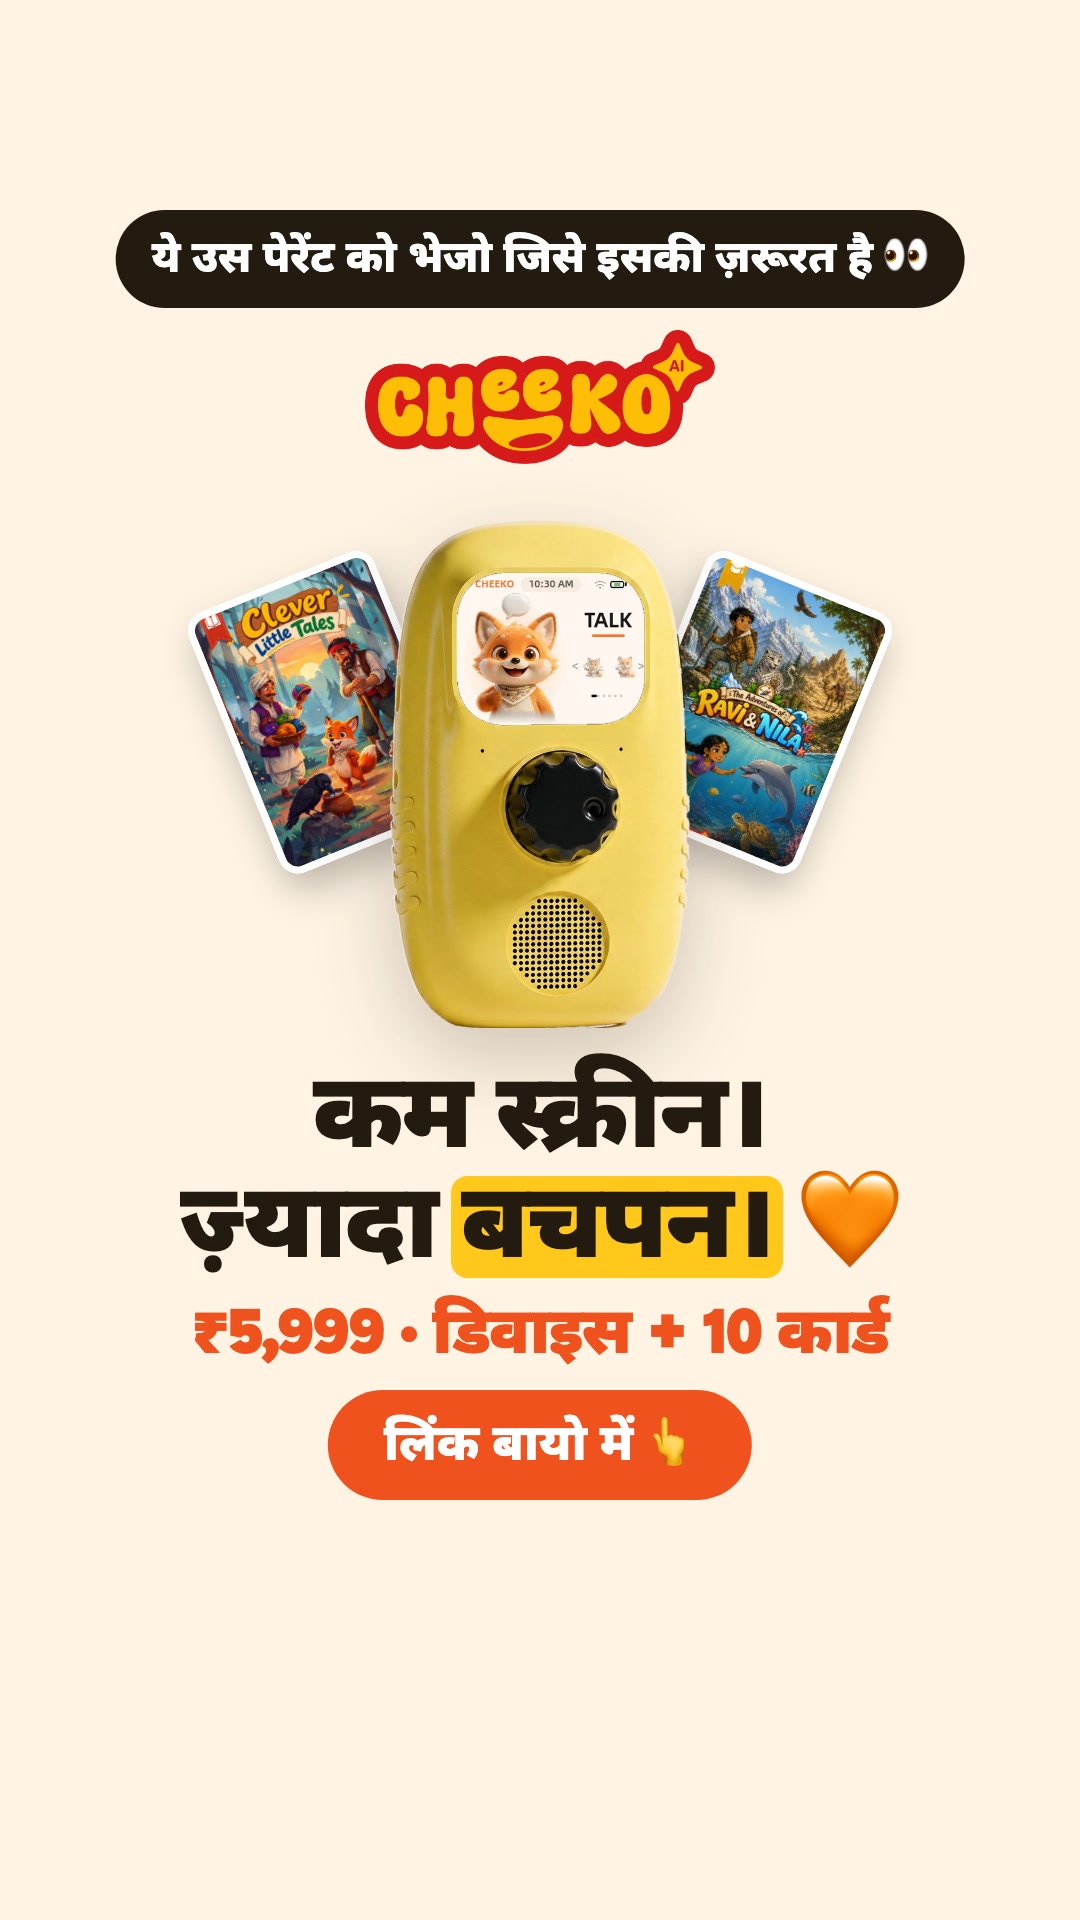 ये उस पेरेंट को भेजो जिसे इसकी ज़रूरत है 👀
CHeeKO AI
CHEEKO 10:30 AM
TALK
< >
Clever
Little Tales
The Adventures of
Ravi & NILA
कम स्क्रीन।
ज़्यादा बचपन। 🧡
₹5,999 • डिवाइस + 10 कार्ड
लिंक बायो में 👆